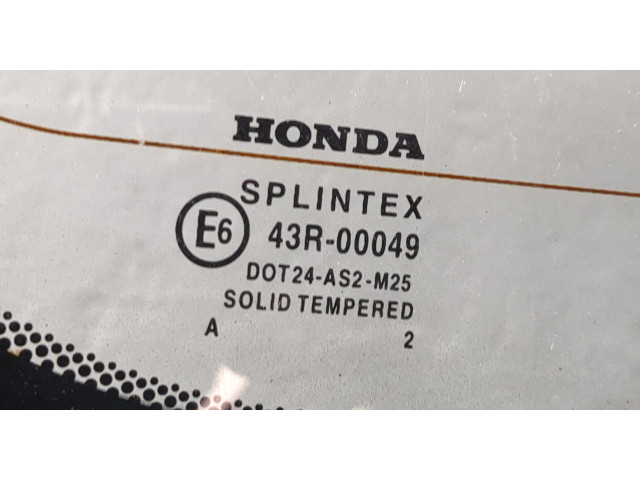 HONDA
SPLINTEX
E6 43R-00049
DOT24-AS2-M25
SOLID TEMPERED
A 2